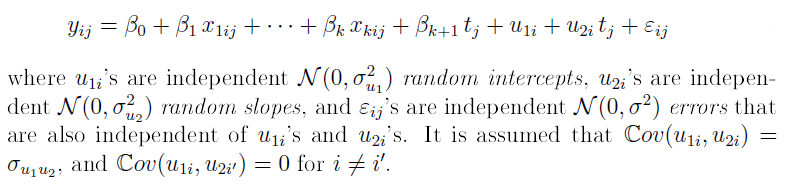 y_{ij} = β_0 + β_1 x_{1ij} + ··· + β_k x_{kij} + β_{k+1} t_j + u_{1i} + u_{2i} t_j + ε_{ij}
where u_{1i}'s are independent 𝒩(0, σ²_{u_1}) random intercepts, u_{2i}'s are indepen-
dent 𝒩(0, σ²_{u_2}) random slopes, and ε_{ij}'s are independent 𝒩(0, σ²) errors that
are also independent of u_{1i}'s and u_{2i}'s. It is assumed that ℂov(u_{1i}, u_{2i}) =
σ_{u_1 u_2}, and ℂov(u_{1i}, u_{2i'}) = 0 for i ≠ i'.